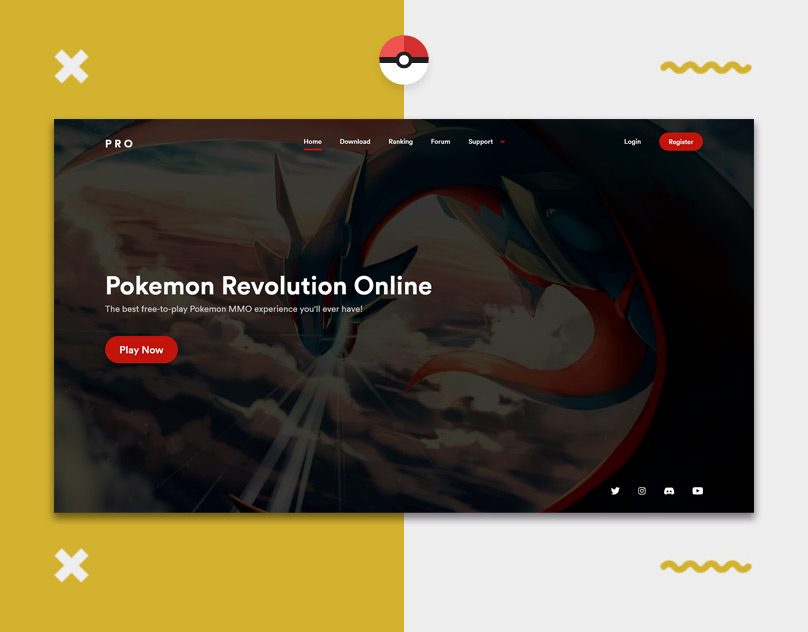 PRO
Home Download Ranking Forum Support
Login Register
Pokemon Revolution Online
The best free-to-play Pokemon MMO experience you'll ever have!
Play Now